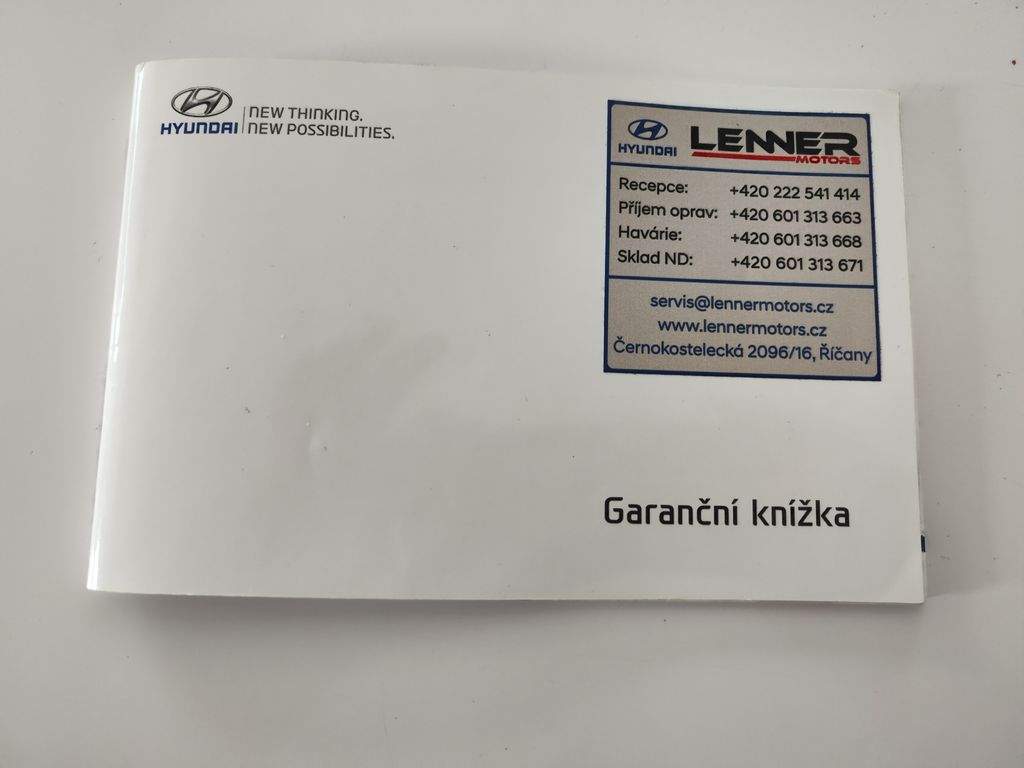 HYUNDAI
NEW THINKING.
NEW POSSIBILITIES.
HYUNDAI
LENNER
MOTORS
Recepce: +420 222 541 414
Příjem oprav: +420 601 313 663
Havárie: +420 601 313 668
Sklad ND: +420 601 313 671
servis@lennermotors.cz
www.lennermotors.cz
Černokostelecká 2096/16, Říčany
Garanční knížka